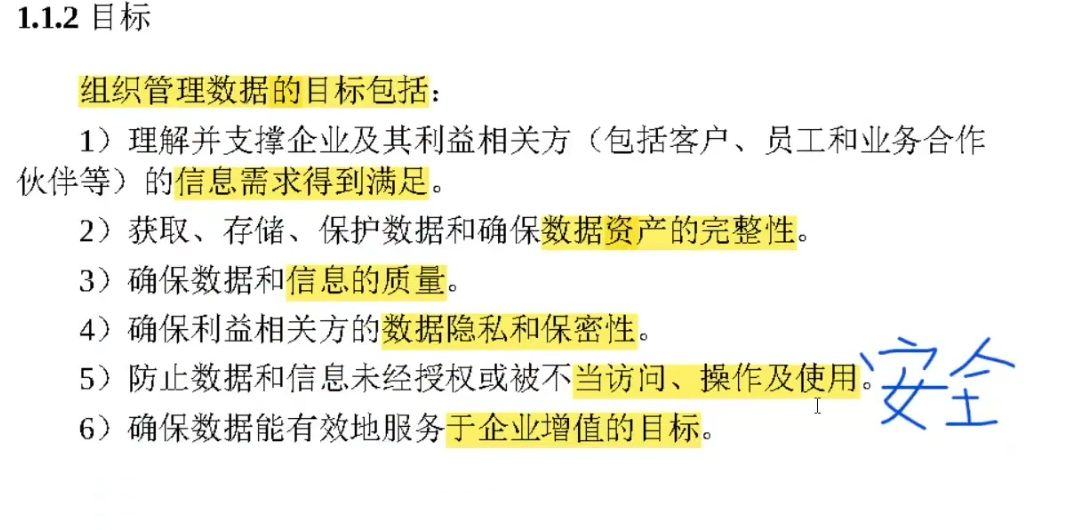 1.1.2 目标
组织管理数据的目标包括：
1）理解并支撑企业及其利益相关方（包括客户、员工和业务合作
伙伴等）的信息需求得到满足。
2）获取、存储、保护数据和确保数据资产的完整性。
3）确保数据和信息的质量。
4）确保利益相关方的数据隐私和保密性。
5）防止数据和信息未经授权或被不当访问、操作及使用。安全
6）确保数据能有效地服务于企业增值的目标。